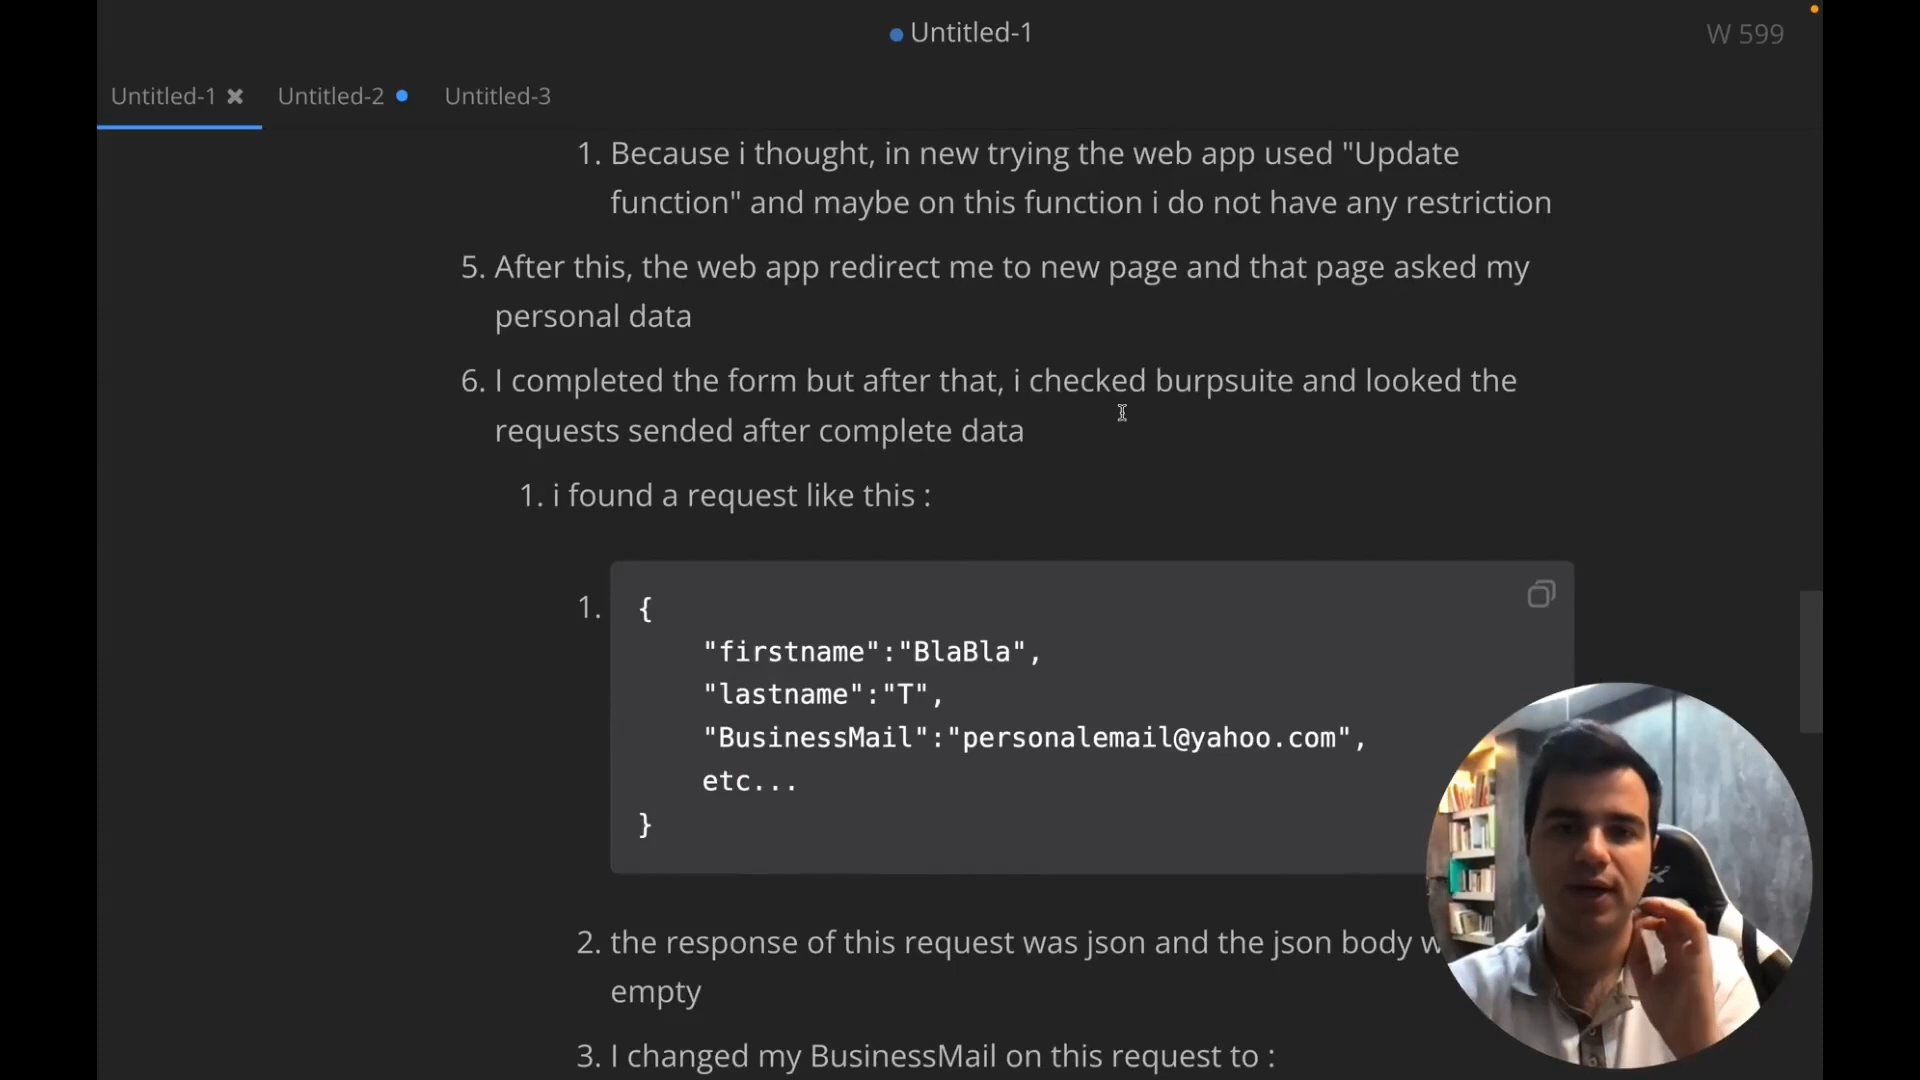 Untitled-1
W 599
Untitled-1 Untitled-2 Untitled-3
1. Because i thought, in new trying the web app used "Update
function" and maybe on this function i do not have any restriction
5. After this, the web app redirect me to new page and that page asked my
personal data
6. I completed the form but after that, i checked burpsuite and looked the
requests sended after complete data
1. i found a request like this :
1. {
"firstname":"BlaBla",
"lastname":"T",
"BusinessMail":"personalemail@yahoo.com",
etc...
}
2. the response of this request was json and the json body
empty
3. I changed my BusinessMail on this request to :